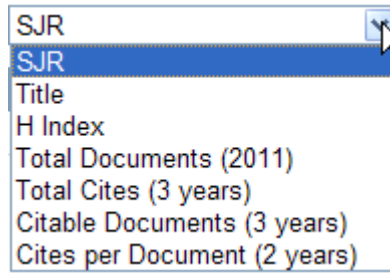 SJR
SJR
Title
H Index
Total Documents (2011)
Total Cites (3 years)
Citable Documents (3 years)
Cites per Document (2 years)